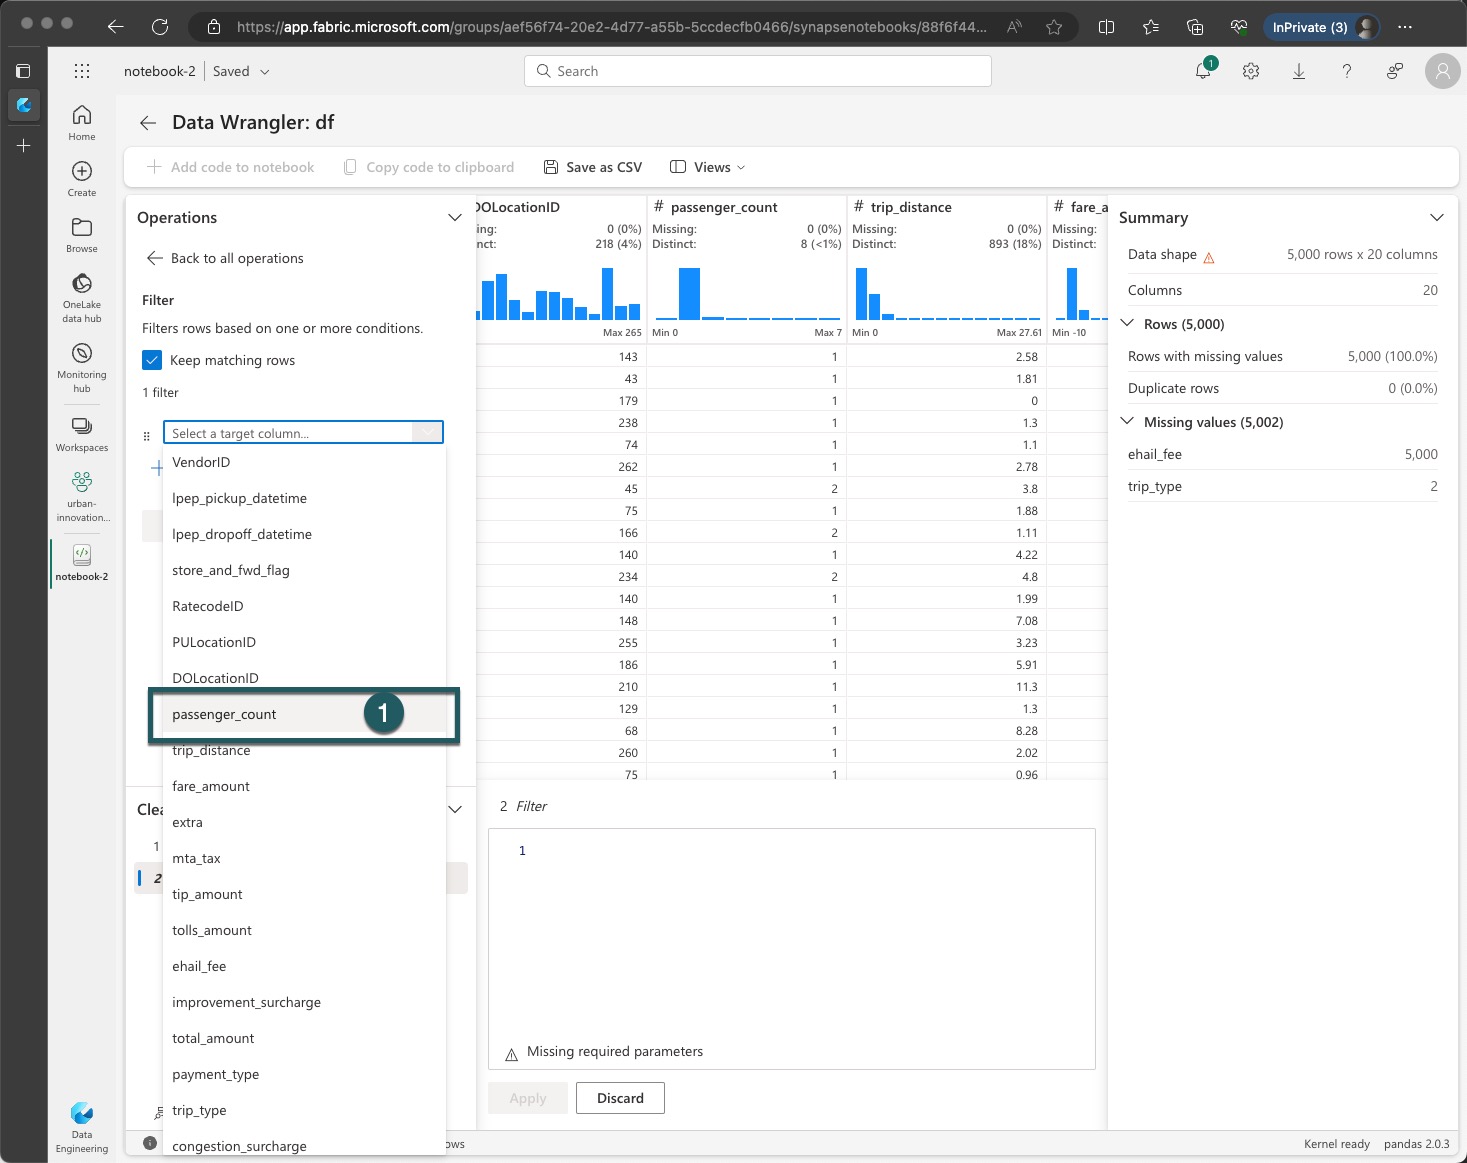 https://app.fabric.microsoft.com/groups/aef56f74-20e2-4d77-a55b-5ccdecfb0466/synapsenotebooks/88f6f44...
InPrivate (3)
notebook-2 Saved
Search
1
Home
Create
Browse
OneLake
data hub
Monitoring
hub
Workspaces
urban-
innovation...
notebook-2
Data
Engineering
Data Wrangler: df
Add code to notebook
Copy code to clipboard
Save as CSV
Views
Operations
Back to all operations
Filter
Filters rows based on one or more conditions.
Keep matching rows
1 filter
Select a target column...
VendorID
lpep_pickup_datetime
lpep_dropoff_datetime
store_and_fwd_flag
RatecodeID
PULocationID
DOLocationID
passenger_count
1
trip_distance
fare_amount
extra
mta_tax
tip_amount
tolls_amount
ehail_fee
improvement_surcharge
total_amount
payment_type
trip_type
congestion_surcharge
Clea
1
2
DOLocationID # passenger_count # trip_distance # fare_a
ing: 0 (0%) Missing: 0 (0%) Missing: 0 (0%) Missing:
nct: 218 (4%) Distinct: 8 (<1%) Distinct: 893 (18%) Distinct:
Max 265 Min 0 Max 7 Min 0 Max 27.61 Min -10
143 1 2.58
43 1 1.81
179 1 0
238 1 1.3
74 1 1.1
262 1 2.78
45 2 3.8
75 1 1.88
166 2 1.11
140 1 4.22
234 2 4.8
140 1 1.99
148 1 7.08
255 1 3.23
186 1 5.91
210 1 11.3
129 1 1.3
68 1 8.28
260 1 2.02
75 1 0.96
2 Filter
1
Missing required parameters
Apply
Discard
Summary
Data shape 5,000 rows x 20 columns
Columns 20
Rows (5,000)
Rows with missing values 5,000 (100.0%)
Duplicate rows 0 (0.0%)
Missing values (5,002)
ehail_fee 5,000
trip_type 2
ows
Kernel ready pandas 2.0.3